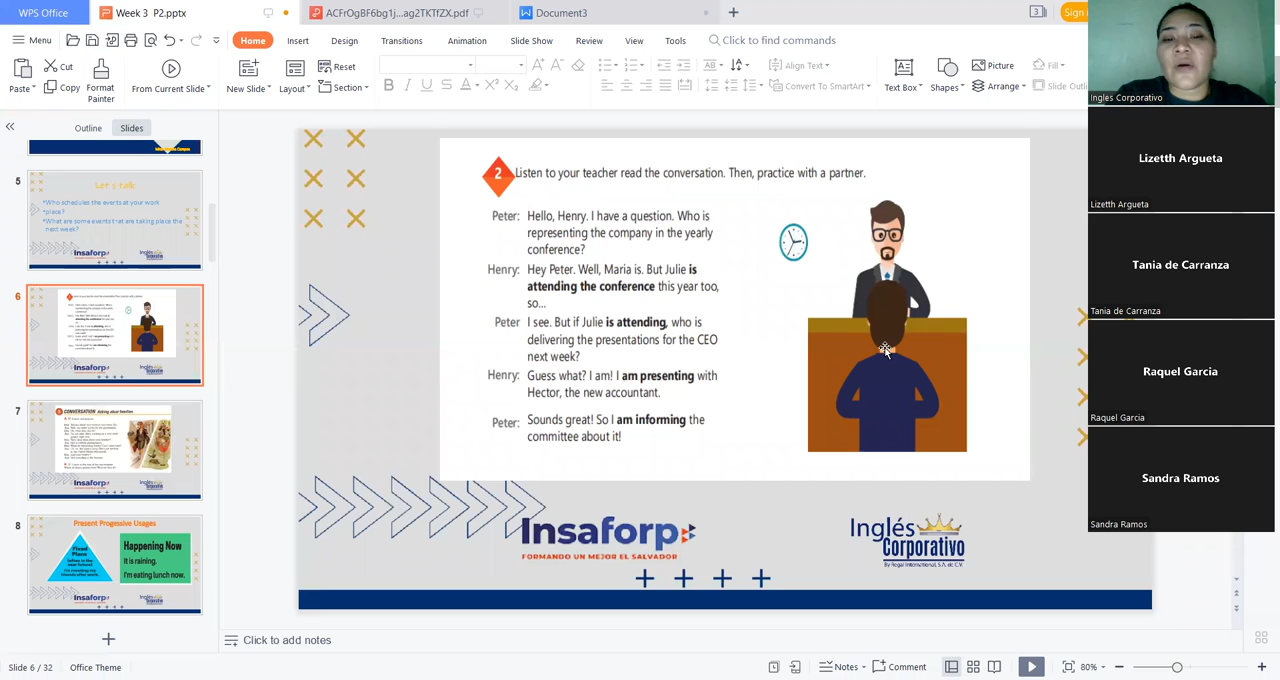 WPS Office
Week 3 P2.pptx
ACFrOgBF6bg1j...ag2TKTfZX.pdf
Document3
3
Sign i
Menu
Home
Insert
Design
Transitions
Animation
Slide Show
Review
View
Tools
Click to find commands
Paste
Cut
Copy
Format
Painter
From Current Slide
New Slide
Layout
Reset
Section
Align Text
Convert To SmartArt
Text Box
Shapes
Picture
Arrange
Fill
Slide Outli
Outline
Slides
5
Let's talk
*Who schedules the events at your work
*place?
*What are some events that are taking place the
next week?
Insaforp
6
7
CONVERSATION Asking about families
8
Present Progressive Usages
Fixed
Plans
Happening Now
It is raining.
I'm eating lunch now.
2
Listen to your teacher read the conversation. Then, practice with a partner.
Peter: Hello, Henry. I have a question. Who is
representing the company in the yearly
conference?
Henry: Hey Peter. Well, Maria is. But Julie is
attending the conference this year too,
so...
Peter I see. But if Julie is attending, who is
delivering the presentations for the CEO
next week?
Henry: Guess what? I am! I am presenting with
Hector, the new accountant.
Peter: Sounds great! So I am informing the
committee about it!
Insaforp
FORMANDO UN MEJOR EL SALVADOR
Inglés
Corporativo
By Regal International, S.A. de C.V.
Ingles Corporativo
Lizetth Argueta
Lizetth Argueta
Tania de Carranza
Tania de Carranza
Raquel Garcia
Raquel Garcia
Sandra Ramos
Sandra Ramos
Click to add notes
Slide 6 / 32
Office Theme
Notes
Comment
80%